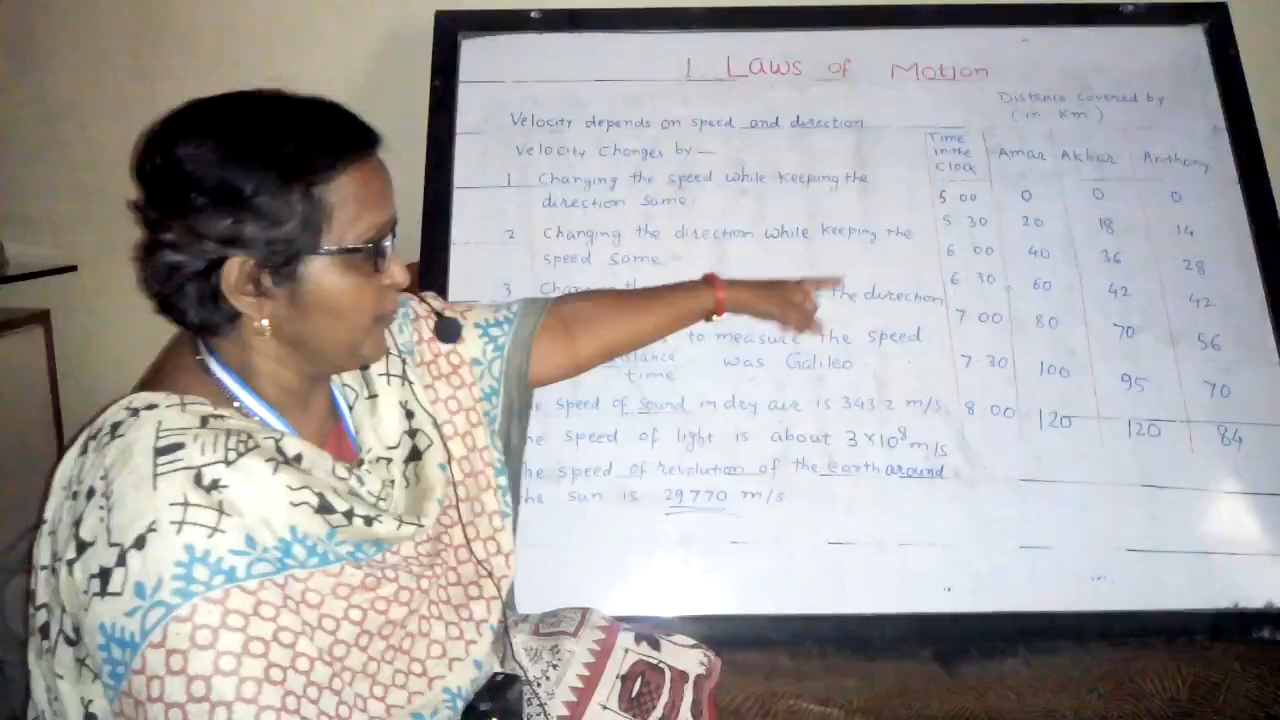 1 Laws of Motion
Velocity depends on speed and direction
Velocity Changes by —
1 Changing the speed while keeping the
direction same.
2 Changing the direction while keeping the
speed same
3 the direction
to measure the speed
time was Galileo
speed of sound in dry air is 343 2 m/s.
speed of light is about 3×10⁸ m/s
the speed of revolution of the earth around
the sun is 29770 m/s
Distance covered by
(in Km)
Time in the Clock Amar Akbar Anthony
5 00 0 0 0
5 30 20 18 14
6 00 40 36 28
6.30 60 42 42
7 00 80 70 56
7 30 100 95 70
8 00 120 120 84